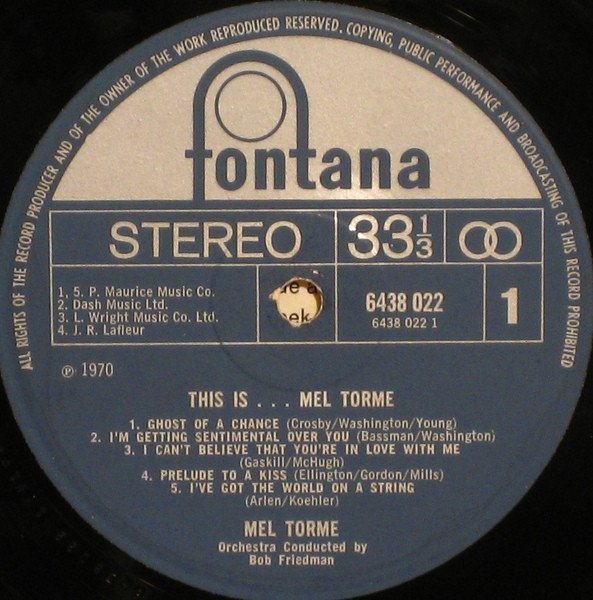 ALL RIGHTS OF THE RECORD PRODUCER AND OF THE OWNER OF THE WORK REPRODUCED RESERVED. COPYING, PUBLIC PERFORMANCE AND BROADCASTING OF THIS RECORD PROHIBITED
fontana
STEREO 33 1/3
1, 5. P. Maurice Music Co.
2. Dash Music Ltd.
3. L. Wright Music Co. Ltd.
4. J. R. Lafleur
6438 022
6438 022 1
1
℗ 1970
THIS IS . . . MEL TORME
1. GHOST OF A CHANCE (Crosby/Washington/Young)
2. I'M GETTING SENTIMENTAL OVER YOU (Bassman/Washington)
3. I CAN'T BELIEVE THAT YOU'RE IN LOVE WITH ME
(Gaskill/McHugh)
4. PRELUDE TO A KISS (Ellington/Gordon/Mills)
5. I'VE GOT THE WORLD ON A STRING
(Arlen/Koehler)
MEL TORME
Orchestra Conducted by
Bob Friedman